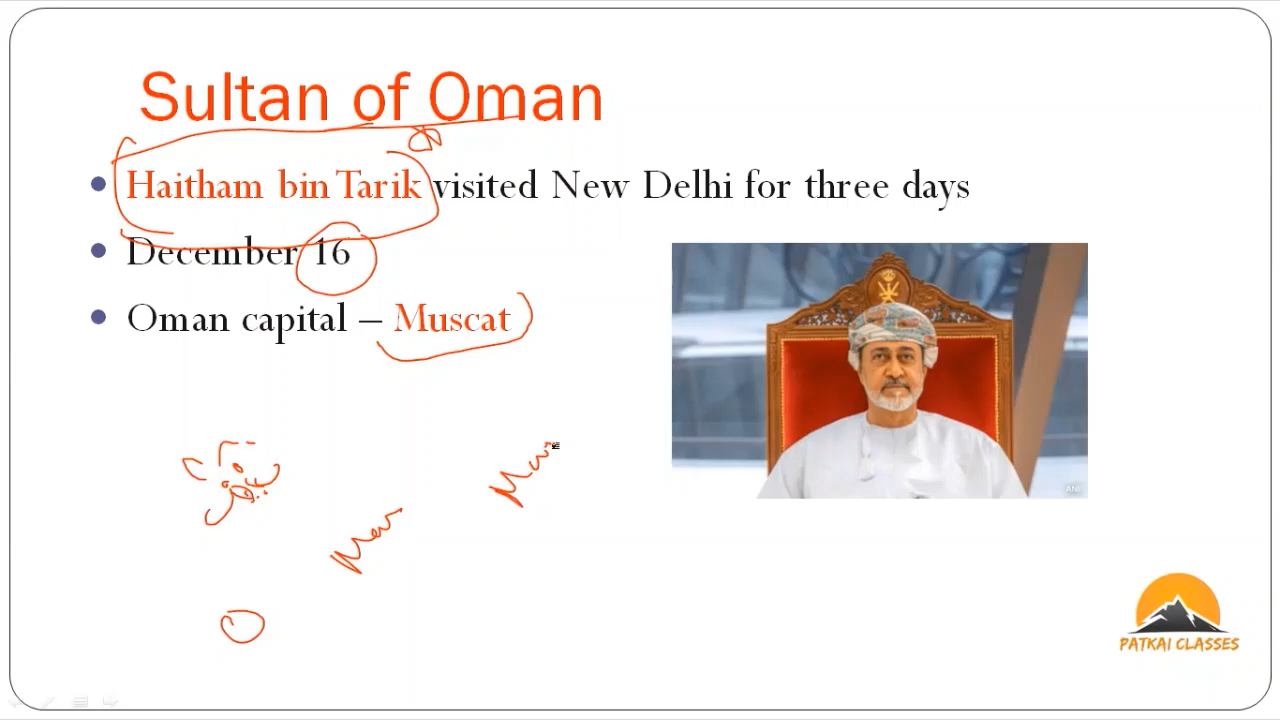 Sultan of Oman
Haitham bin Tarik visited New Delhi for three days
December 16
Oman capital – Muscat
ANI
PATKAI CLASSES